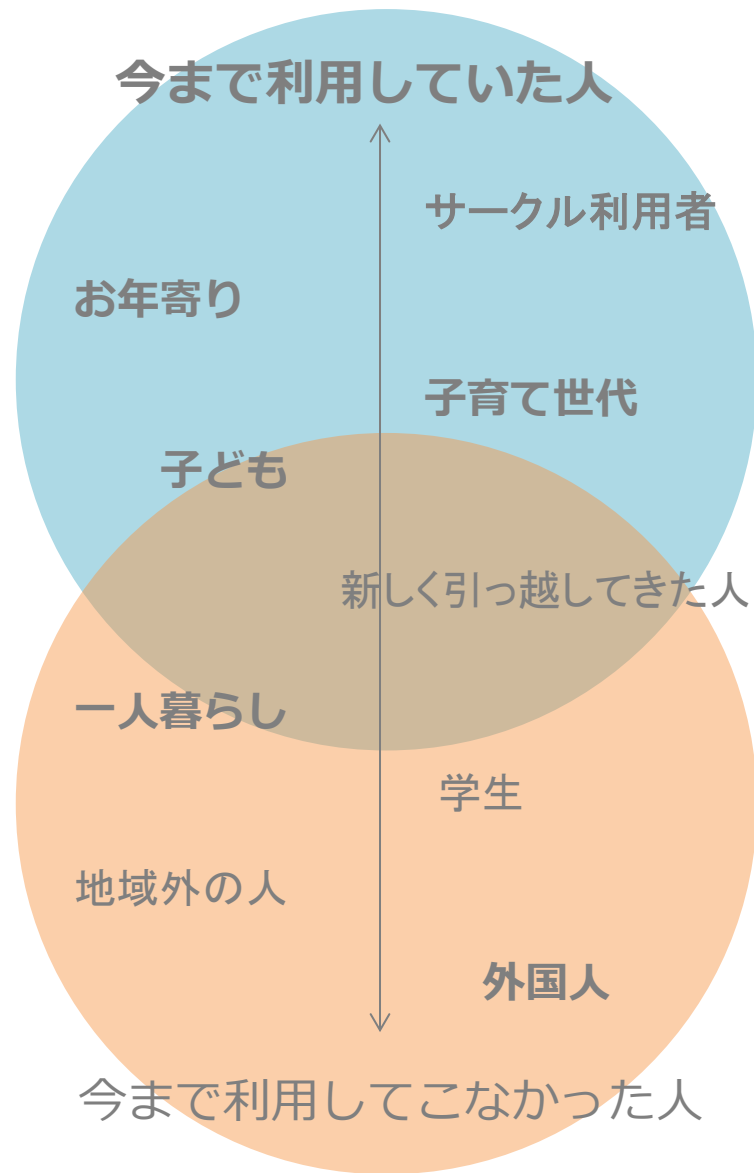 今まで利用していた人
サークル利用者
お年寄り
子育て世代
子ども
新しく引っ越してきた人
一人暮らし
学生
地域外の人
外国人
今まで利用してこなかった人